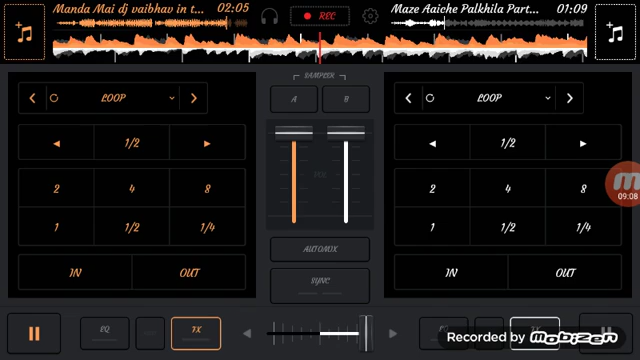 Manda Mai dj vaibhav in t... 02:05
REC
Maze Aaiche Palkhila Part... 01:09
SAMPLER
A B
LOOP
LOOP
1/2
1/2
2 4 8
2 4 8
1 1/2 1/4
1 1/2 1/4
IN OUT
IN OUT
VOL
AUTOMIX
SYNC
EQ FX
09:08
Recorded by mobizen